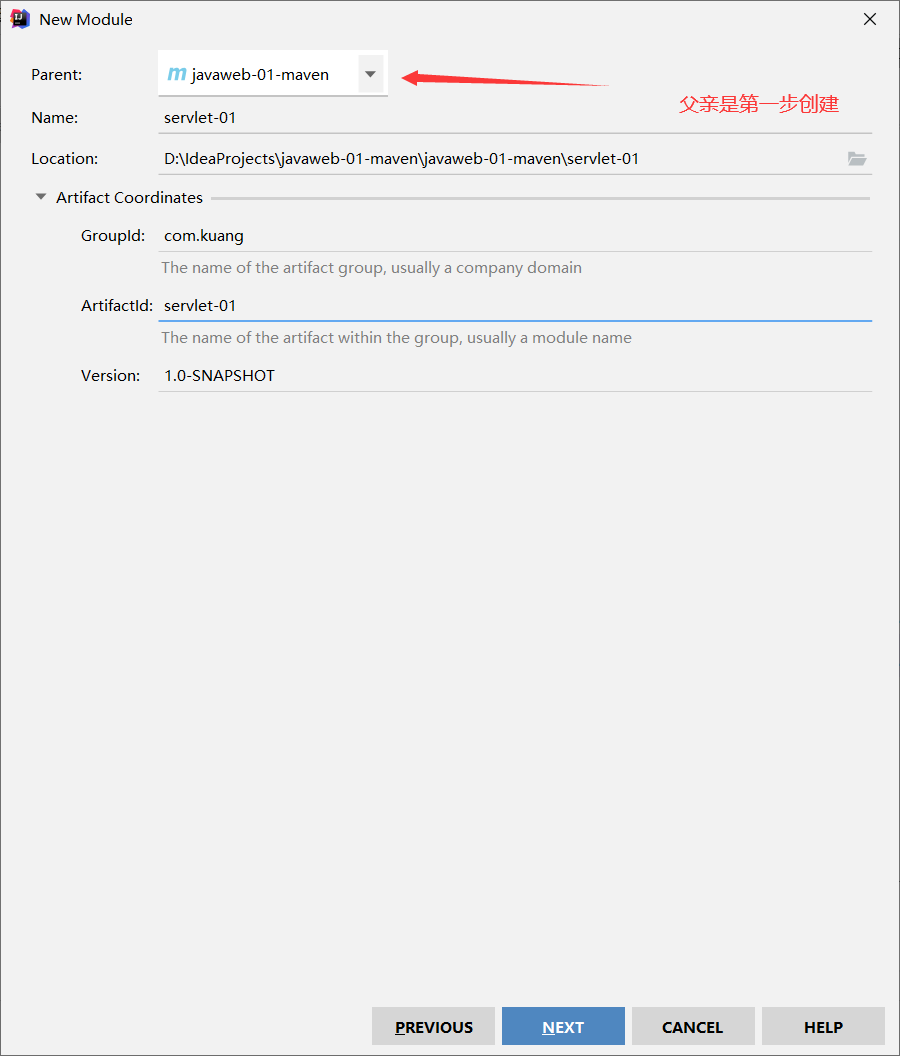 New Module
Parent: m javaweb-01-maven
父亲是第一步创建
Name: servlet-01
Location: D:\IdeaProjects\javaweb-01-maven\javaweb-01-maven\servlet-01
Artifact Coordinates
GroupId: com.kuang
The name of the artifact group, usually a company domain
ArtifactId: servlet-01
The name of the artifact within the group, usually a module name
Version: 1.0-SNAPSHOT
PREVIOUS NEXT CANCEL HELP